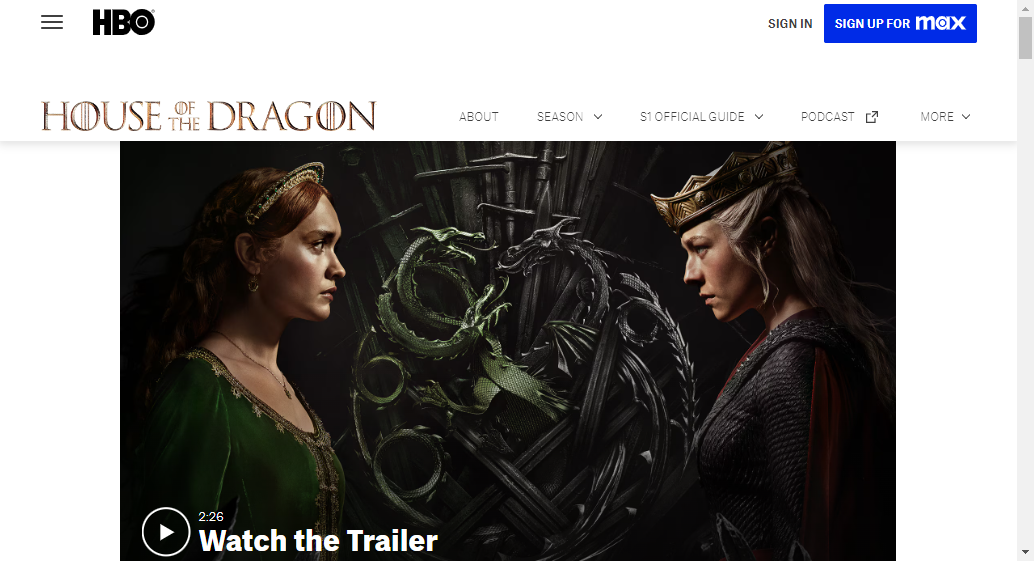 HBO
SIGN IN
SIGN UP FOR max
HOUSE OF THE DRAGON
ABOUT
SEASON
S1 OFFICIAL GUIDE
PODCAST
MORE
2:26
Watch the Trailer